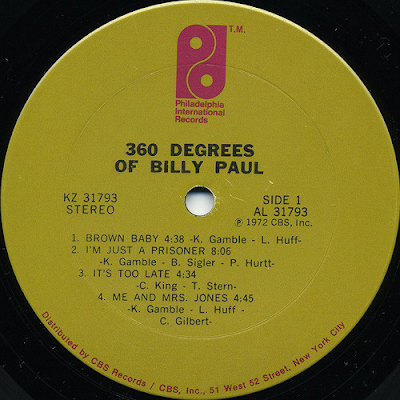 T.M.
Philadelphia
International
Records
360 DEGREES
OF BILLY PAUL
KZ 31793
STEREO
SIDE 1
AL 31793
℗ 1972 CBS, Inc.
1. BROWN BABY 4:38 -K. Gamble - L. Huff-
2. I'M JUST A PRISONER 8:06
-K. Gamble - B. Sigler - P. Hurtt-
3. IT'S TOO LATE 4:34
-C. King - T. Stern-
4. ME AND MRS. JONES 4:45
-K. Gamble - L. Huff -
C. Gilbert-
Distributed by CBS Records / CBS, Inc., 51 West 52 Street, New York City